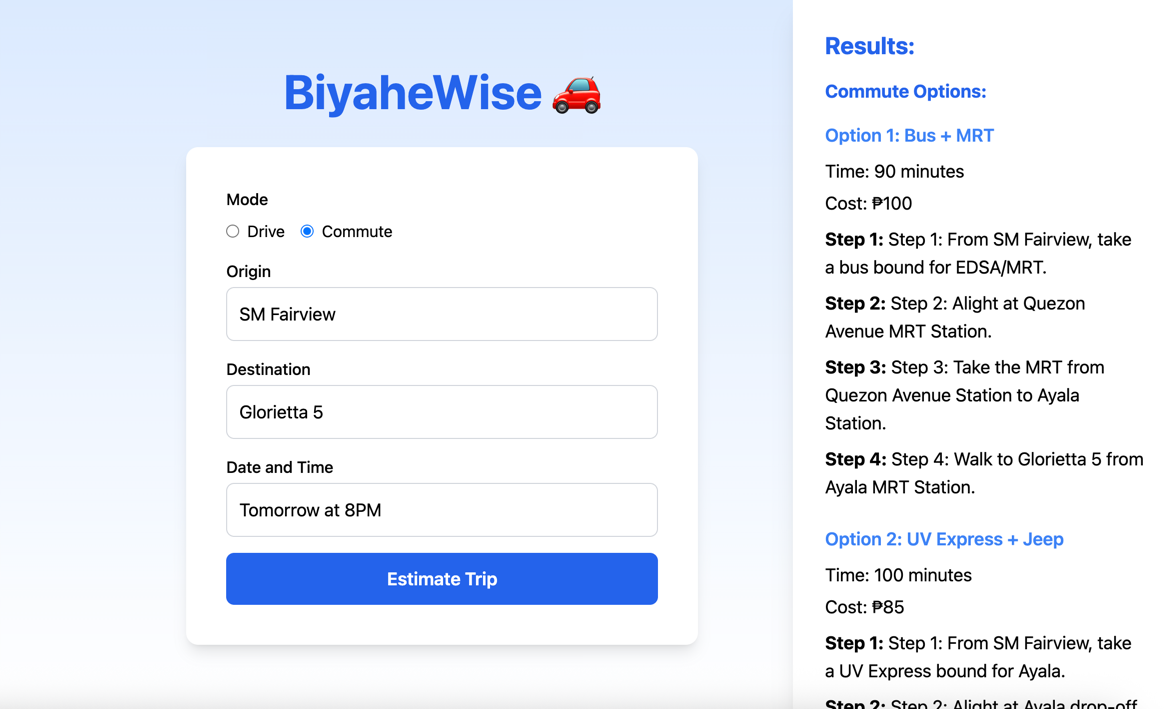 BiyaheWise 🚗
Mode
Drive
Commute
Origin
SM Fairview
Destination
Glorietta 5
Date and Time
Tomorrow at 8PM
Estimate Trip
Results:
Commute Options:
Option 1: Bus + MRT
Time: 90 minutes
Cost: ₱100
Step 1: Step 1: From SM Fairview, take
a bus bound for EDSA/MRT.
Step 2: Step 2: Alight at Quezon
Avenue MRT Station.
Step 3: Step 3: Take the MRT from
Quezon Avenue Station to Ayala
Station.
Step 4: Step 4: Walk to Glorietta 5 from
Ayala MRT Station.
Option 2: UV Express + Jeep
Time: 100 minutes
Cost: ₱85
Step 1: Step 1: From SM Fairview, take
a UV Express bound for Ayala.
Step 2: Step 2: Alight at Ayala drop-off